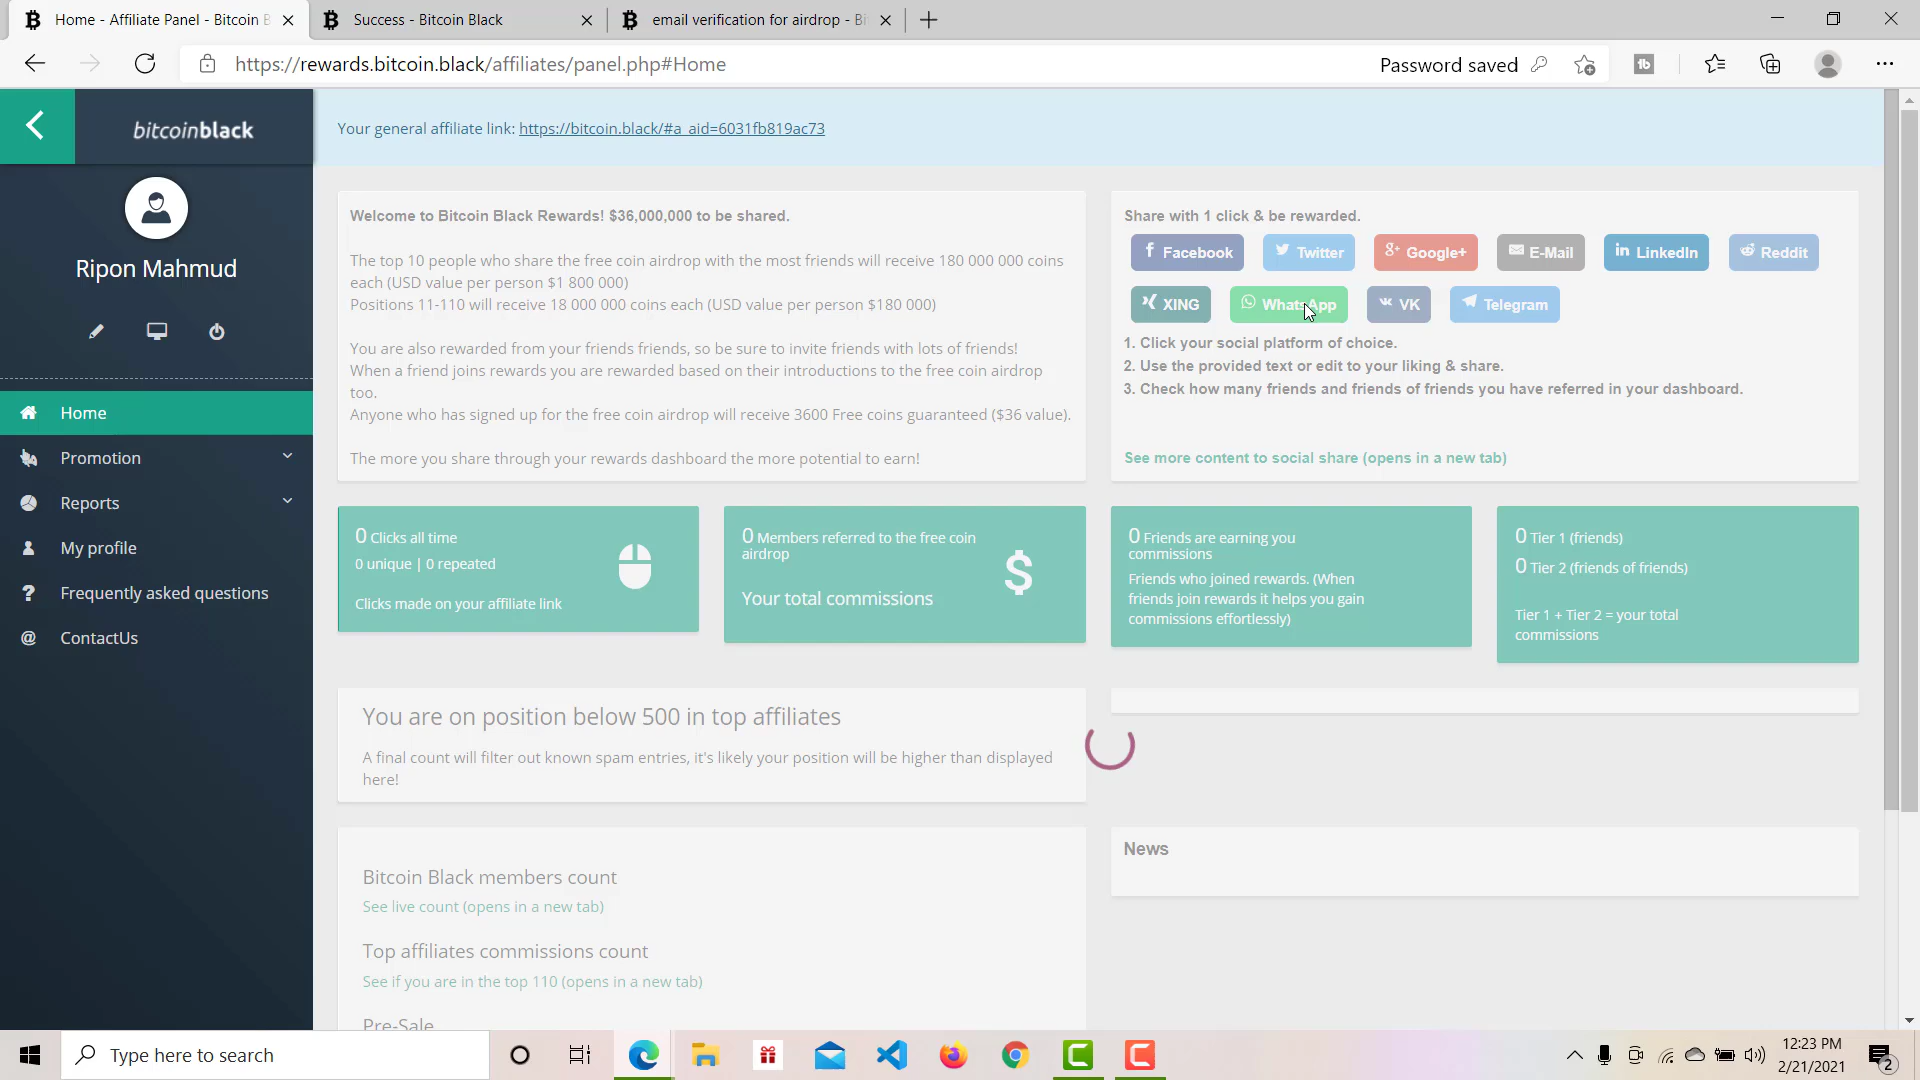 Home - Affiliate Panel - Bitcoin B
Success - Bitcoin Black
email verification for airdrop - Bi
https://rewards.bitcoin.black/affiliates/panel.php#Home
Password saved
bitcoinblack
Your general affiliate link: https://bitcoin.black/#a_aid=6031fb819ac73
Ripon Mahmud
Home
Promotion
Reports
My profile
Frequently asked questions
ContactUs
Welcome to Bitcoin Black Rewards! $36,000,000 to be shared.
The top 10 people who share the free coin airdrop with the most friends will receive 180 000 000 coins
each (USD value per person $1 800 000)
Positions 11-110 will receive 18 000 000 coins each (USD value per person $180 000)
You are also rewarded from your friends friends, so be sure to invite friends with lots of friends!
When a friend joins rewards you are rewarded based on their introductions to the free coin airdrop
too.
Anyone who has signed up for the free coin airdrop will receive 3600 Free coins guaranteed ($36 value).
The more you share through your rewards dashboard the more potential to earn!
Share with 1 click & be rewarded.
Facebook
Twitter
Google+
E-Mail
LinkedIn
Reddit
XING
WhatsApp
VK
Telegram
1. Click your social platform of choice.
2. Use the provided text or edit to your liking & share.
3. Check how many friends and friends of friends you have referred in your dashboard.
See more content to social share (opens in a new tab)
0 Clicks all time
0 unique | 0 repeated
Clicks made on your affiliate link
0 Members referred to the free coin
airdrop
Your total commissions
0 Friends are earning you
commissions
Friends who joined rewards. (When
friends join rewards it helps you gain
commissions effortlessly)
0 Tier 1 (friends)
0 Tier 2 (friends of friends)
Tier 1 + Tier 2 = your total
commissions
You are on position below 500 in top affiliates
A final count will filter out known spam entries, it's likely your position will be higher than displayed
here!
Bitcoin Black members count
See live count (opens in a new tab)
Top affiliates commissions count
See if you are in the top 110 (opens in a new tab)
Pre-Sale
News
Type here to search
12:23 PM
2/21/2021
2